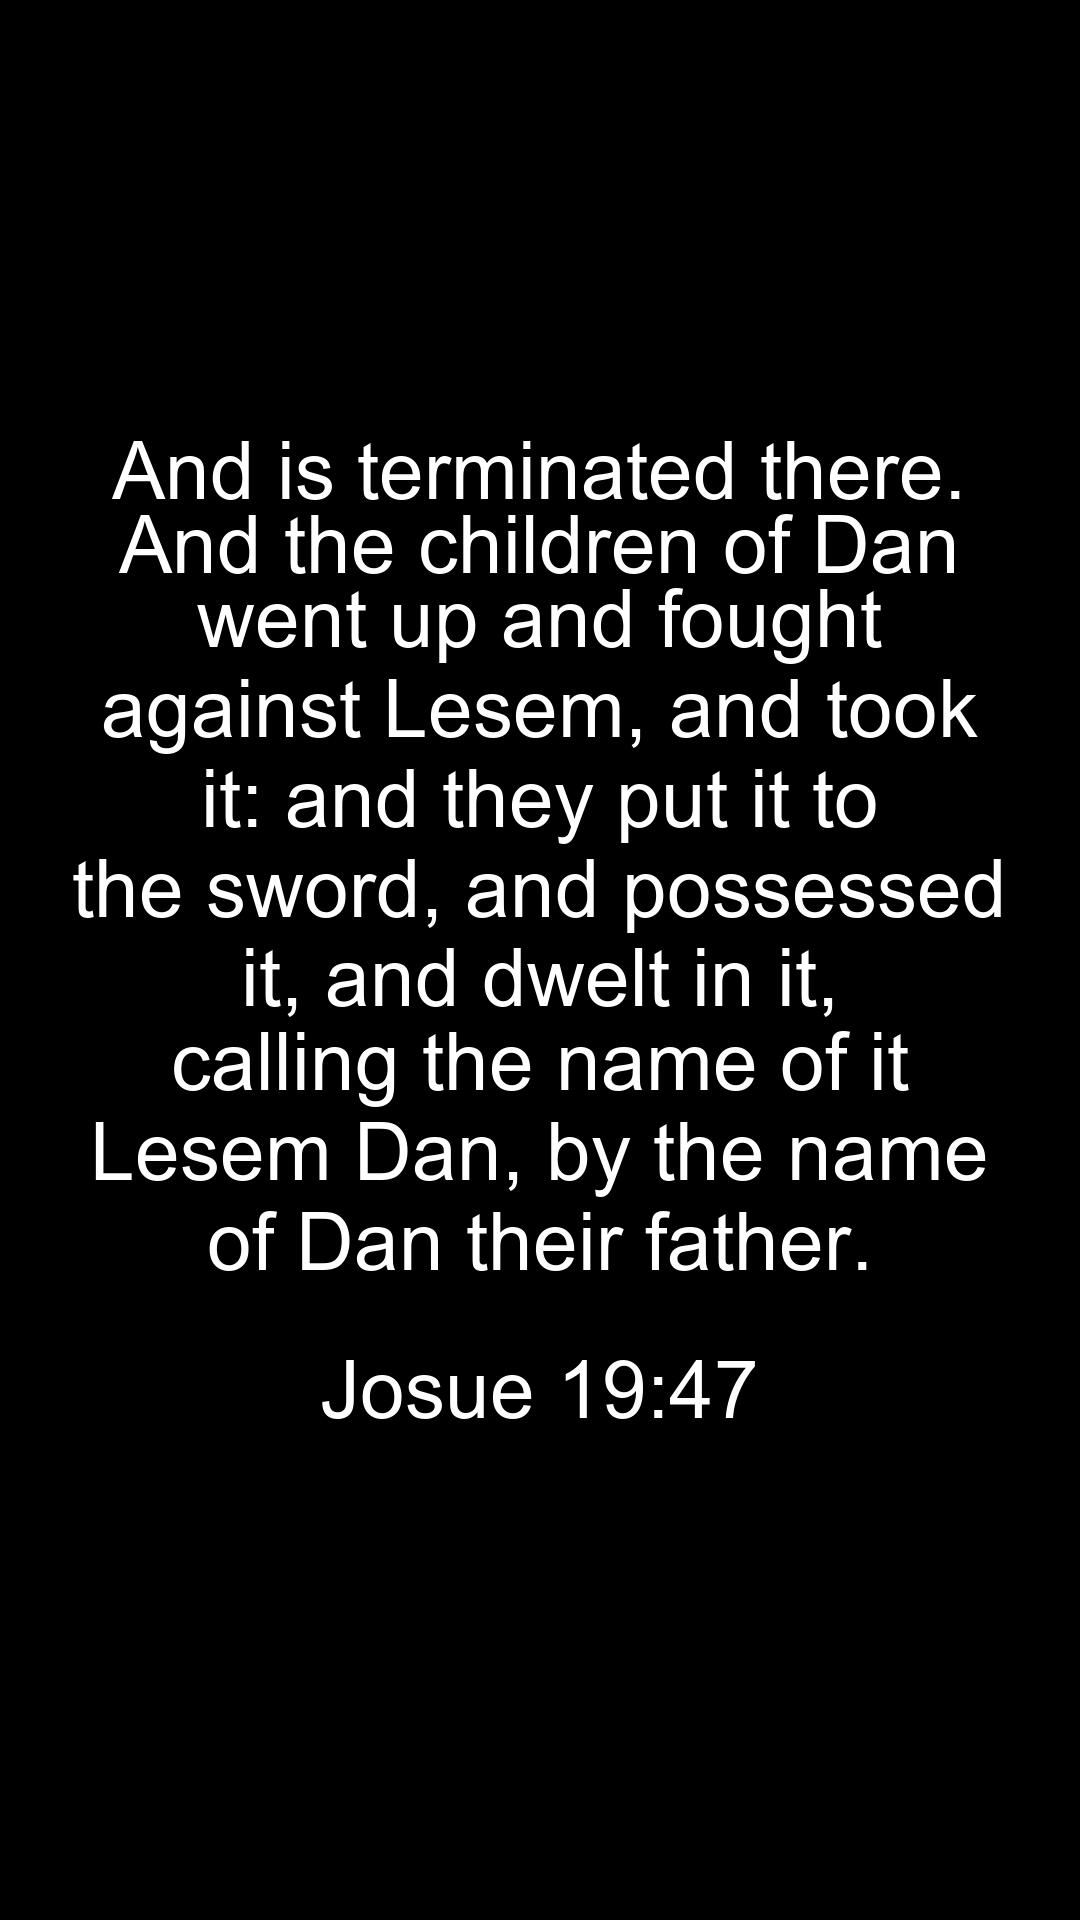 And is terminated there.
And the children of Dan
went up and fought
against Lesem, and took
it: and they put it to
the sword, and possessed
it, and dwelt in it,
calling the name of it
Lesem Dan, by the name
of Dan their father.
Josue 19:47